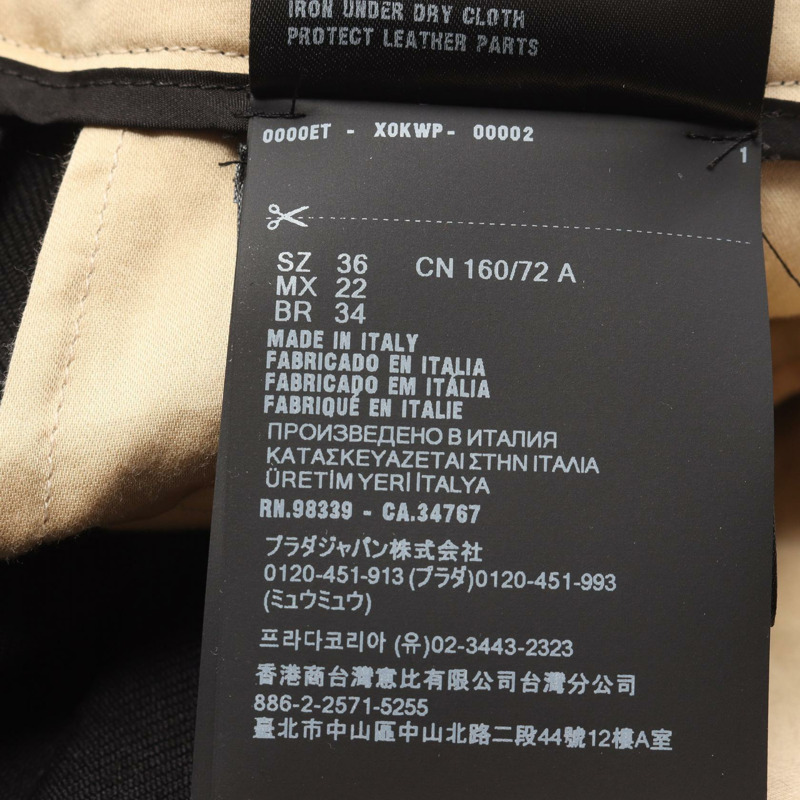 IRON UNDER DRY CLOTH
PROTECT LEATHER PARTS
0000ET - X0KWP- 00002
1
SZ 36 CN 160/72 A
MX 22
BR 34
MADE IN ITALY
FABRICADO EN ITALIA
FABRICADO EM ITÁLIA
FABRIQUÉ EN ITALIE
ПРОИЗВЕДЕНО В ИТАЛИЯ
ΚΑΤΑΣΚΕΥΑΖΕΤΑΙ ΣΤΗΝ ΙΤΑΛΙΑ
ÜRETİM YERİ İTALYA
RN.98339 - CA.34767
プラダジャパン株式会社
0120-451-913 (プラダ)0120-451-993
(ミュウミュウ)
프라다코리아 (유)02-3443-2323
香港商台灣意比有限公司台灣分公司
886-2-2571-5255
臺北市中山區中山北路二段44號12樓A室